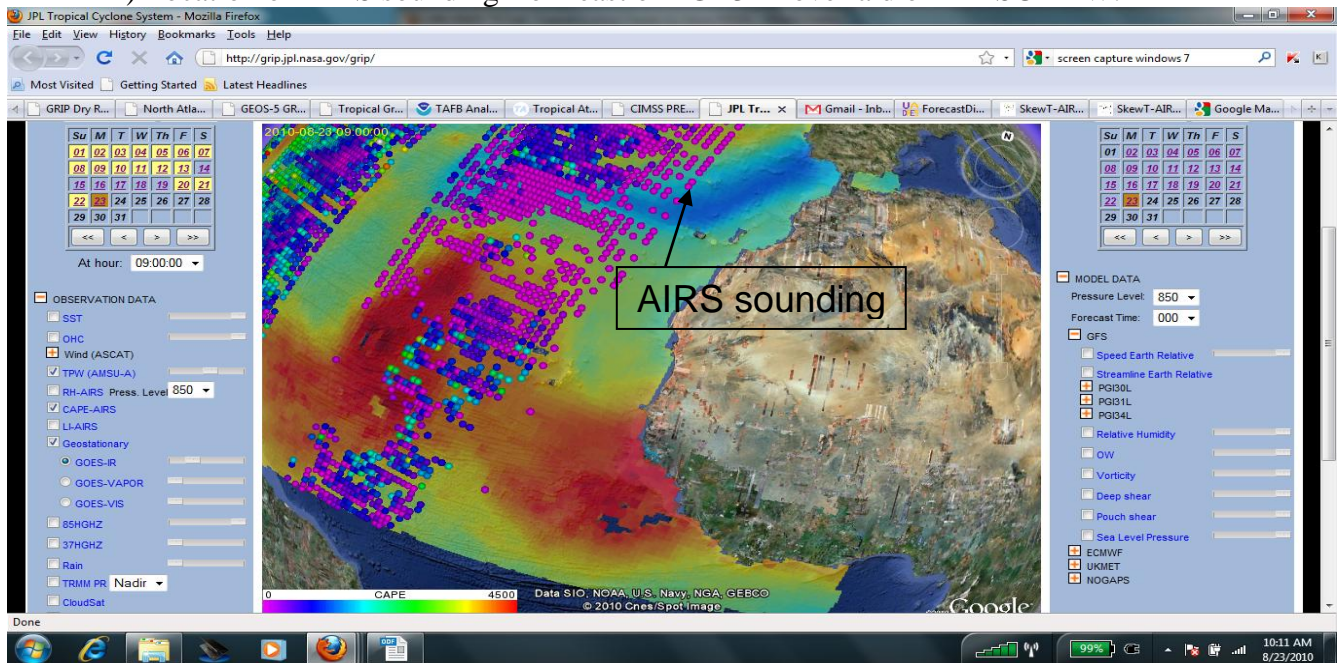 JPL Tropical Cyclone System - Mozilla Firefox
File Edit View History Bookmarks Tools Help
http://grip.jpl.nasa.gov/grip/
screen capture windows 7
Most Visited Getting Started Latest Headlines
GRIP Dry R... North Atla... GEOS-5 GR... Tropical Gr... TAFB Anal... Tropical At... CIMSS PRE... JPL Tr... Gmail - Inb... ForecastDi... SkewT-AIR... SkewT-AIR... Google Ma...
Su M T W Th F S
01 02 03 04 05 06 07
08 09 10 11 12 13 14
15 16 17 18 19 20 21
22 23 24 25 26 27 28
29 30 31
<< < > >>
At hour: 09:00:00
OBSERVATION DATA
SST
OHC
Wind (ASCAT)
TPW (AMSU-A)
RH-AIRS Press. Level 850
CAPE-AIRS
LI-AIRS
Geostationary
GOES-IR
GOES-VAPOR
GOES-VIS
85HGHZ
37HGHZ
Rain
TRMM PR Nadir
CloudSat
2010-08-23 09:00:00
N
AIRS sounding
0 CAPE 4500
Data SIO, NOAA, U.S. Navy, NGA, GEBCO
© 2010 Cnes/Spot Image
Google
Su M T W Th F S
01 02 03 04 05 06 07
08 09 10 11 12 13 14
15 16 17 18 19 20 21
22 23 24 25 26 27 28
29 30 31
<< < > >>
MODEL DATA
Pressure Level: 850
Forecast Time: 000
GFS
Speed Earth Relative
Streamline Earth Relative
PGI30L
PGI31L
PGI34L
Relative Humidity
OW
Vorticity
Deep shear
Pouch shear
Sea Level Pressure
ECMWF
UKMET
NOGAPS
Done
99%
10:11 AM
8/23/2010